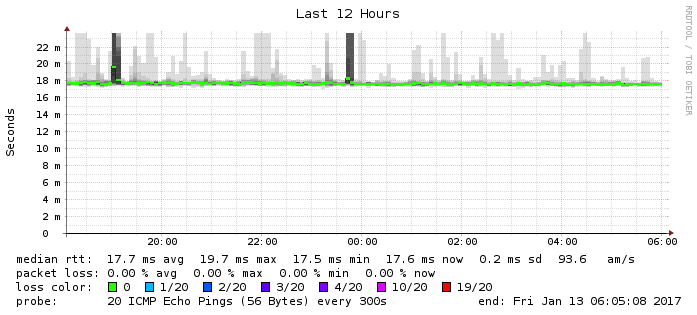 Last 12 Hours
RRDTOOL / TOBI OETIKER
Seconds
22 m
20 m
18 m
16 m
14 m
12 m
10 m
8 m
6 m
4 m
2 m
0
20:00 22:00 00:00 02:00 04:00 06:00
median rtt: 17.7 ms avg 19.7 ms max 17.5 ms min 17.6 ms now 0.2 ms sd 93.6 am/s
packet loss: 0.00 % avg 0.00 % max 0.00 % min 0.00 % now
loss color: 0 1/20 2/20 3/20 4/20 10/20 19/20
probe: 20 ICMP Echo Pings (56 Bytes) every 300s end: Fri Jan 13 06:05:08 2017